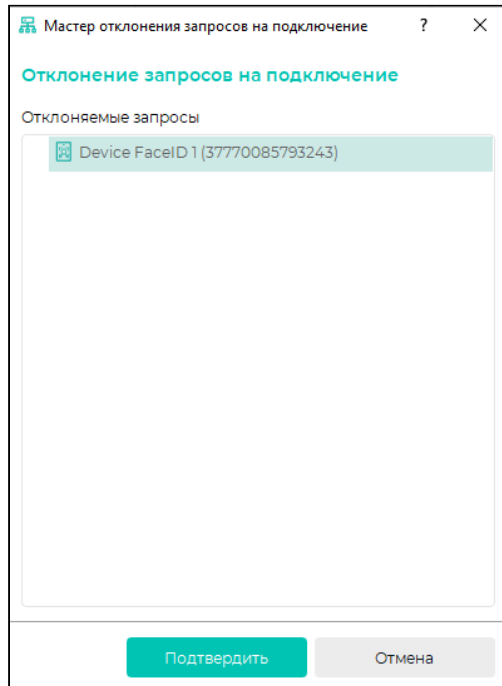 Мастер отклонения запросов на подключение ?
Отклонение запросов на подключение
Отклоняемые запросы
Device FaceID 1 (37770085793243)
Подтвердить Отмена